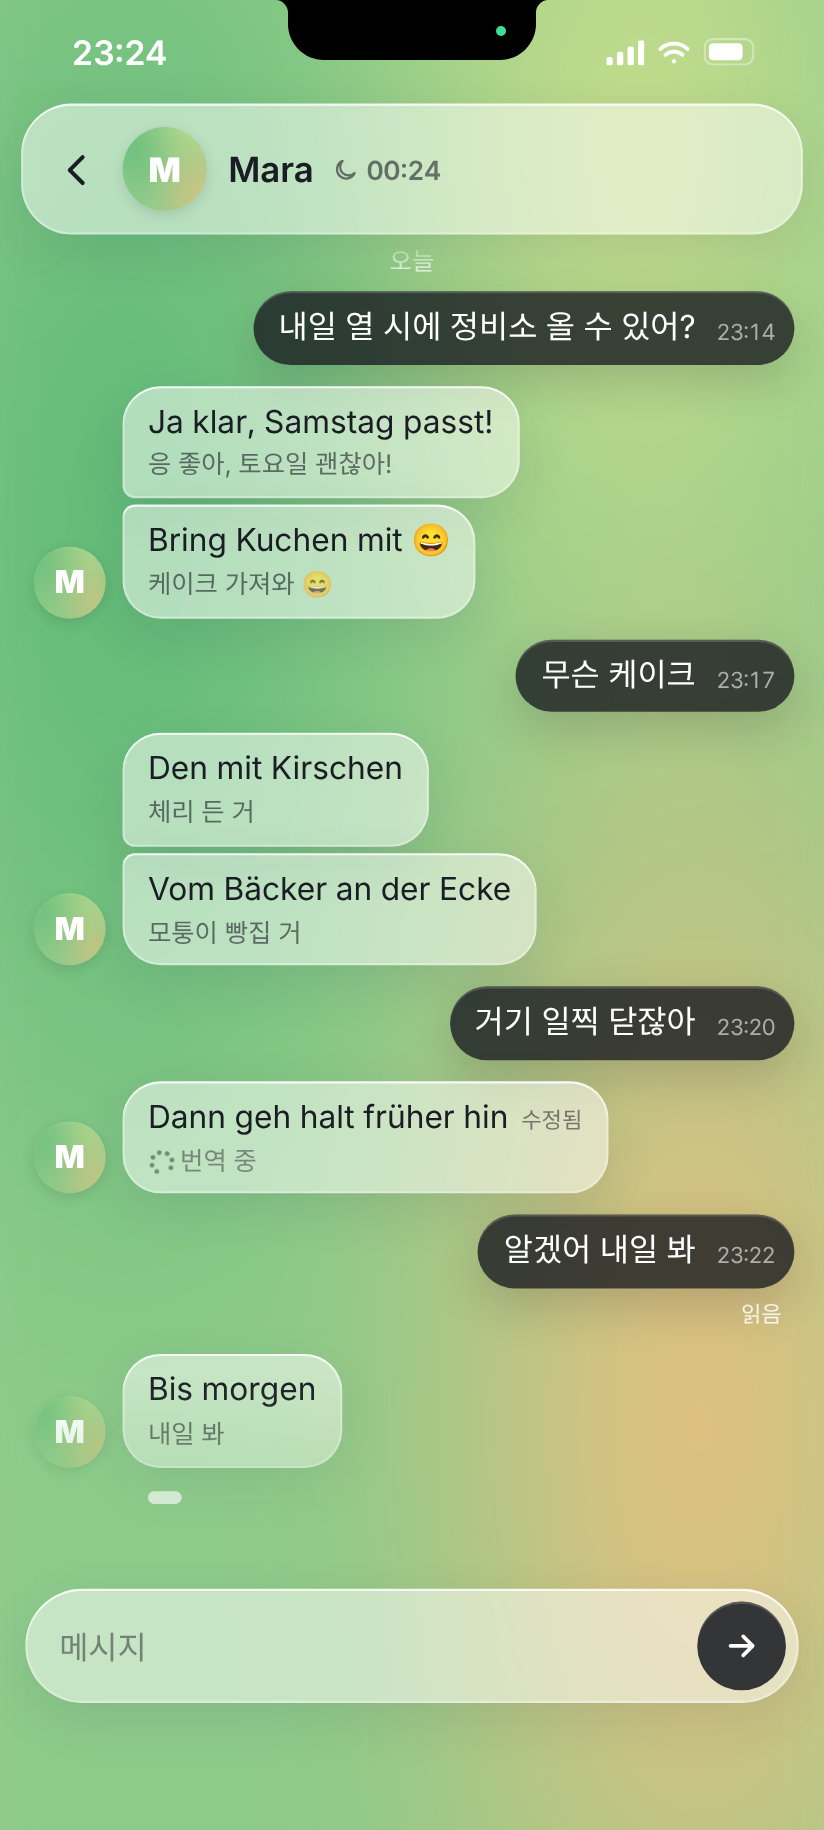 23:24
M
Mara 00:24
오늘
내일 열 시에 정비소 올 수 있어? 23:14
Ja klar, Samstag passt!
응 좋아, 토요일 괜찮아!
Bring Kuchen mit 😄
케이크 가져와 😄
M
무슨 케이크 23:17
Den mit Kirschen
체리 든 거
Vom Bäcker an der Ecke
모퉁이 빵집 거
M
거기 일찍 닫잖아 23:20
Dann geh halt früher hin 수정됨
번역 중
M
알겠어 내일 봐 23:22
읽음
Bis morgen
내일 봐
M
메시지